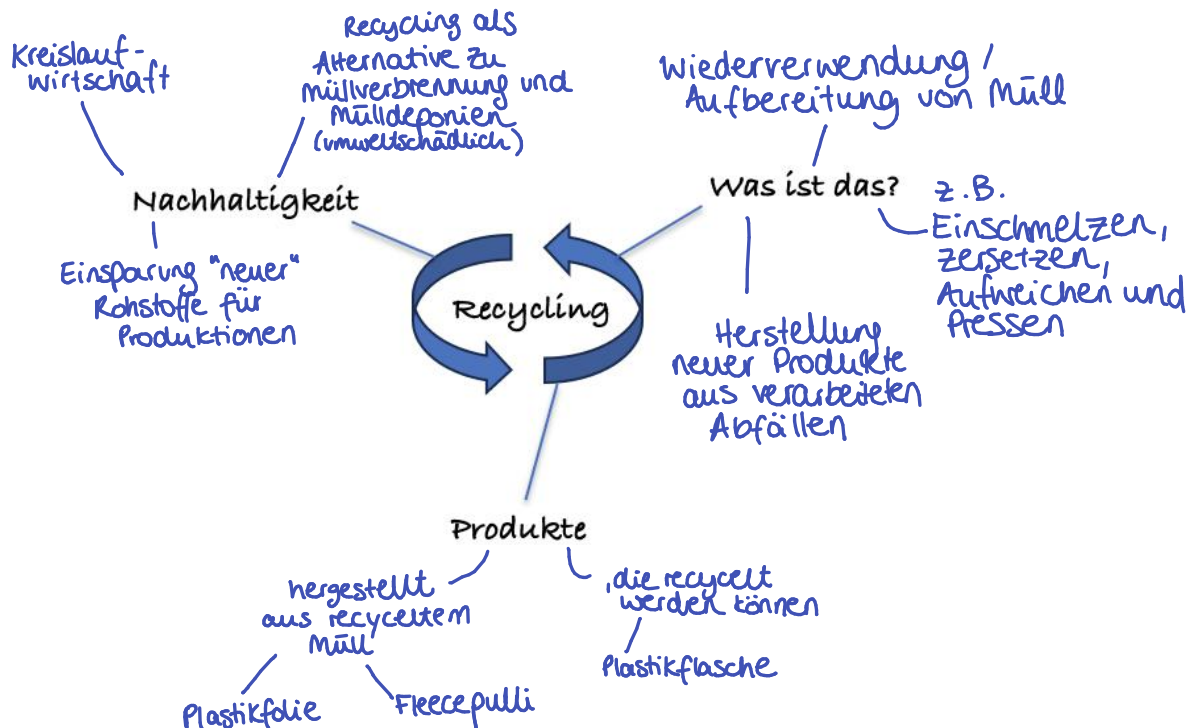 Kreislauf-
wirtschaft
Recycling als
Alternative zu
Müllverbrennung und
Mülldeponien
(umweltschädlich)
Nachhaltigkeit
Einsparung "neuer"
Rohstoffe für
Produktionen
Wiederverwendung /
Aufbereitung von Müll
Was ist das?
z.B.
Einschmelzen,
zersetzen,
Aufweichen und
Pressen
Herstellung
neuer Produkte
aus verarbeiteten
Abfällen
Recycling
Produkte
hergestellt
aus recyceltem
Müll
Plastikfolie
Fleecepulli
, die recycelt
werden können
Plastikflasche